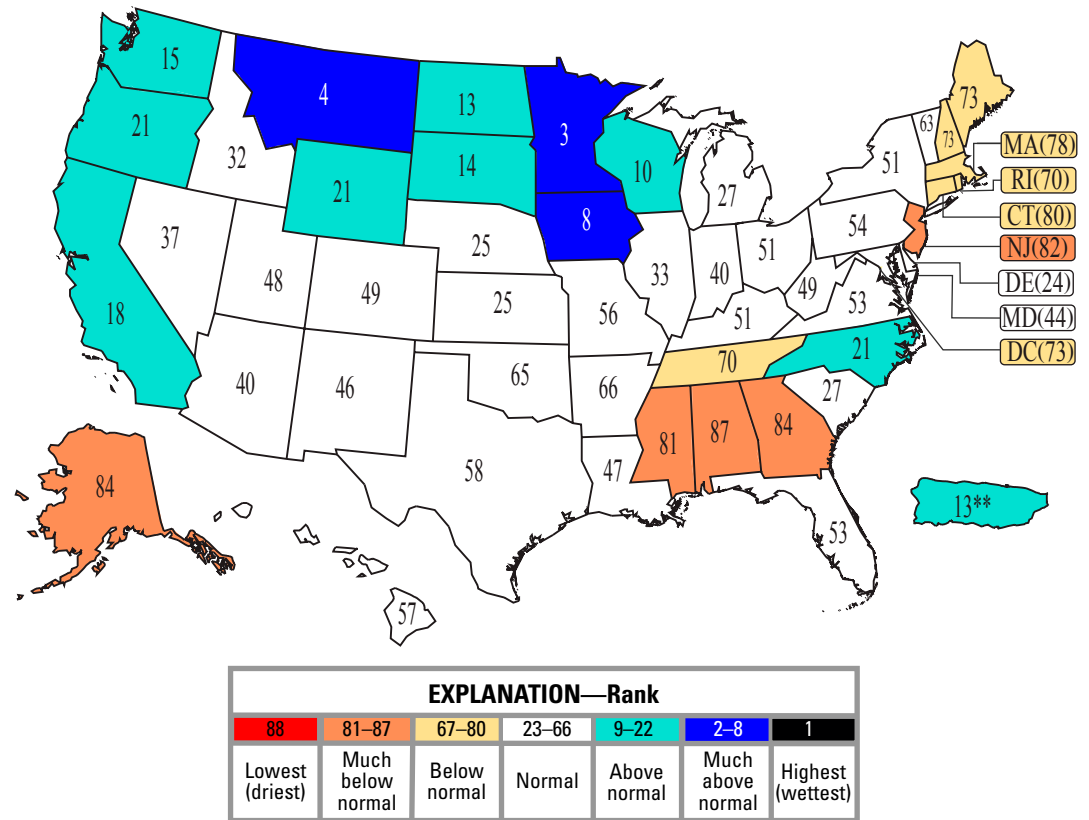 15
4
13
3
73
63
73
MA(78)
21
32
14
10
51
RI(70)
21
27
CT(80)
54
NJ(82)
37
25
51
48
33
40
DE(24)
49
25
49
53
18
56
51
MD(44)
70
21
DC(73)
40
46
65
66
27
81
87
84
58
47
84
13**
53
57
EXPLANATION—Rank
88 81–87 67–80 23–66 9–22 2–8 1
Lowest (driest)
Much below normal
Below normal
Normal
Above normal
Much above normal
Highest (wettest)